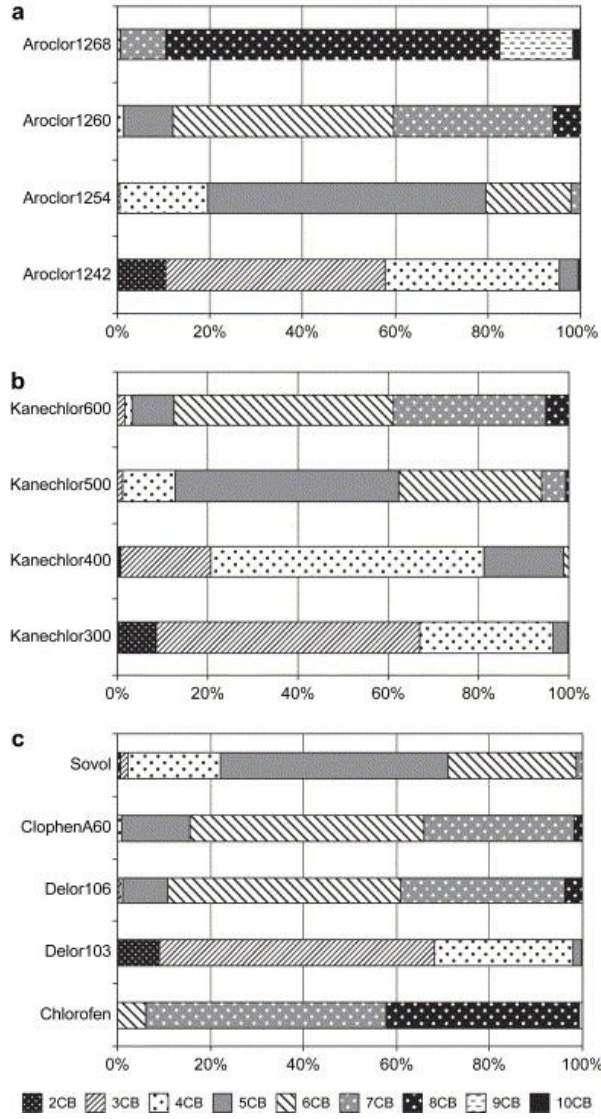 a
Aroclor1268
Aroclor1260
Aroclor1254
Aroclor1242
0% 20% 40% 60% 80% 100%
b
Kanechlor600
Kanechlor500
Kanechlor400
Kanechlor300
0% 20% 40% 60% 80% 100%
c
Sovol
ClophenA60
Delor106
Delor103
Chlorofen
0% 20% 40% 60% 80% 100%
2CB 3CB 4CB 5CB 6CB 7CB 8CB 9CB 10CB